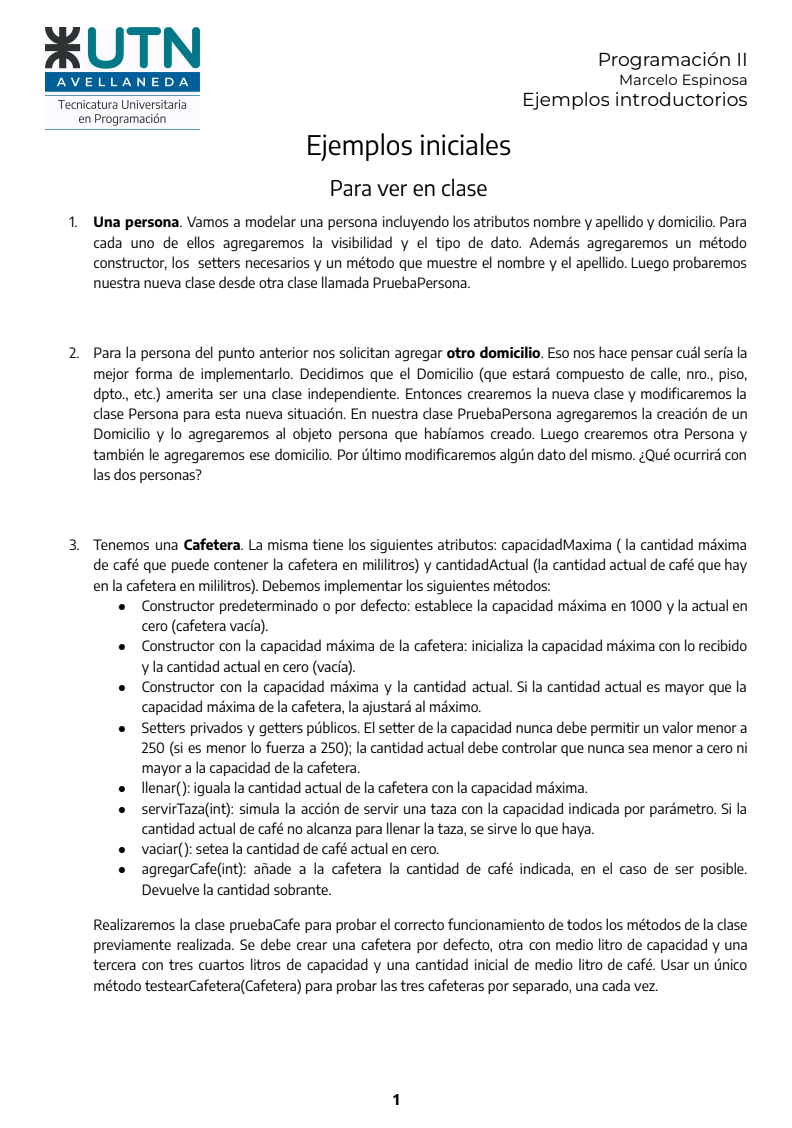 UTN
AVELLANEDA
Tecnicatura Universitaria
en Programación
Programación II
Marcelo Espinosa
Ejemplos introductorios
Ejemplos iniciales
Para ver en clase
1. Una persona. Vamos a modelar una persona incluyendo los atributos nombre y apellido y domicilio. Para
cada uno de ellos agregaremos la visibilidad y el tipo de dato. Además agregaremos un método
constructor, los setters necesarios y un método que muestre el nombre y el apellido. Luego probaremos
nuestra nueva clase desde otra clase llamada PruebaPersona.
2. Para la persona del punto anterior nos solicitan agregar otro domicilio. Eso nos hace pensar cuál sería la
mejor forma de implementarlo. Decidimos que el Domicilio (que estará compuesto de calle, nro., piso,
dpto., etc.) amerita ser una clase independiente. Entonces crearemos la nueva clase y modificaremos la
clase Persona para esta nueva situación. En nuestra clase PruebaPersona agregaremos la creación de un
Domicilio y lo agregaremos al objeto persona que habíamos creado. Luego crearemos otra Persona y
también le agregaremos ese domicilio. Por último modificaremos algún dato del mismo. ¿Qué ocurrirá con
las dos personas?
3. Tenemos una Cafetera. La misma tiene los siguientes atributos: capacidadMaxima ( la cantidad máxima
de café que puede contener la cafetera en mililitros) y cantidadActual (la cantidad actual de café que hay
en la cafetera en mililitros). Debemos implementar los siguientes métodos:
● Constructor predeterminado o por defecto: establece la capacidad máxima en 1000 y la actual en
cero (cafetera vacía).
● Constructor con la capacidad máxima de la cafetera: inicializa la capacidad máxima con lo recibido
y la cantidad actual en cero (vacía).
● Constructor con la capacidad máxima y la cantidad actual. Si la cantidad actual es mayor que la
capacidad máxima de la cafetera, la ajustará al máximo.
● Setters privados y getters públicos. El setter de la capacidad nunca debe permitir un valor menor a
250 (si es menor lo fuerza a 250); la cantidad actual debe controlar que nunca sea menor a cero ni
mayor a la capacidad de la cafetera.
● llenar(): iguala la cantidad actual de la cafetera con la capacidad máxima.
● servirTaza(int): simula la acción de servir una taza con la capacidad indicada por parámetro. Si la
cantidad actual de café no alcanza para llenar la taza, se sirve lo que haya.
● vaciar(): setea la cantidad de café actual en cero.
● agregarCafe(int): añade a la cafetera la cantidad de café indicada, en el caso de ser posible.
Devuelve la cantidad sobrante.
Realizaremos la clase pruebaCafe para probar el correcto funcionamiento de todos los métodos de la clase
previamente realizada. Se debe crear una cafetera por defecto, otra con medio litro de capacidad y una
tercera con tres cuartos litros de capacidad y una cantidad inicial de medio litro de café. Usar un único
método testearCafetera(Cafetera) para probar las tres cafeteras por separado, una cada vez.
1